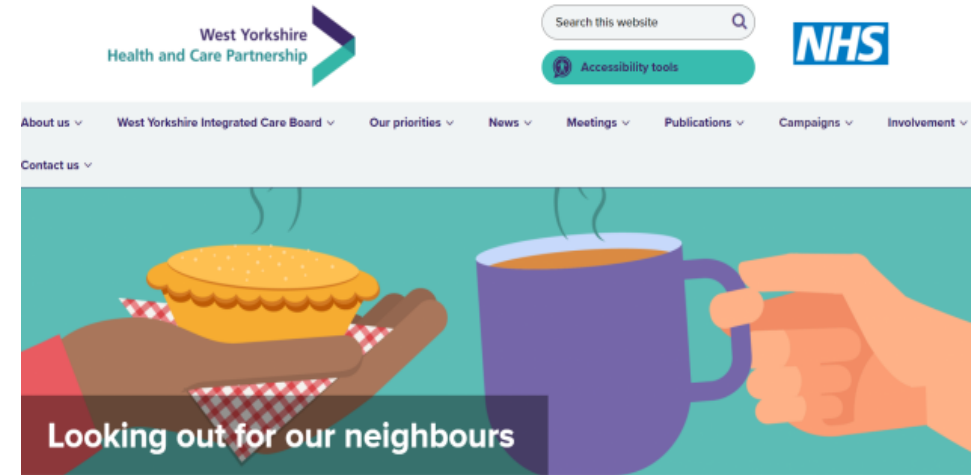 West Yorkshire
Health and Care Partnership
Search this website
Accessibility tools
NHS
About us
West Yorkshire Integrated Care Board
Our priorities
News
Meetings
Publications
Campaigns
Involvement
Contact us
Looking out for our neighbours